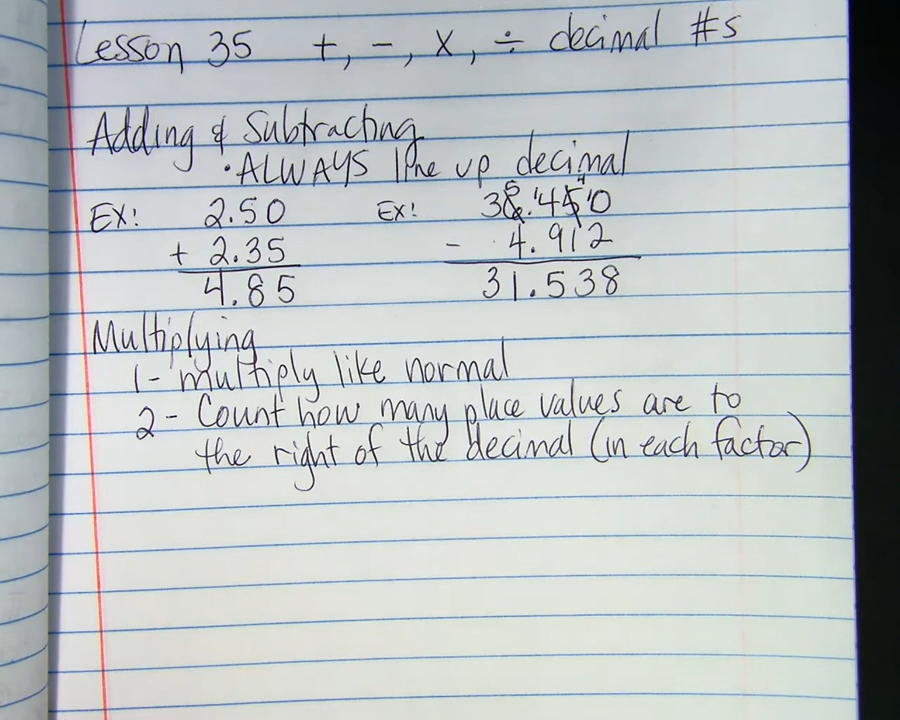 Lesson 35 +, -, x, ÷ decimal #s
Adding & Subtracting
• ALWAYS line up decimal
EX: 2.50 EX: 36.450
+ 2.35 - 4.912
4.85 31.538
Multiplying
1- multiply like normal
2- Count how many place values are to
the right of the decimal (in each factor)